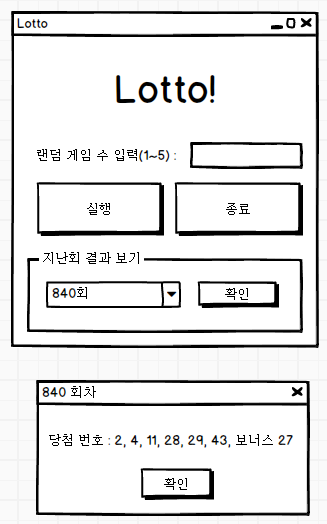 Lotto
Lotto!
랜덤 게임 수 입력(1~5) :
실행 종료
지난회 결과 보기
840회 확인
840 회차
당첨 번호 : 2, 4, 11, 28, 29, 43, 보너스 27
확인